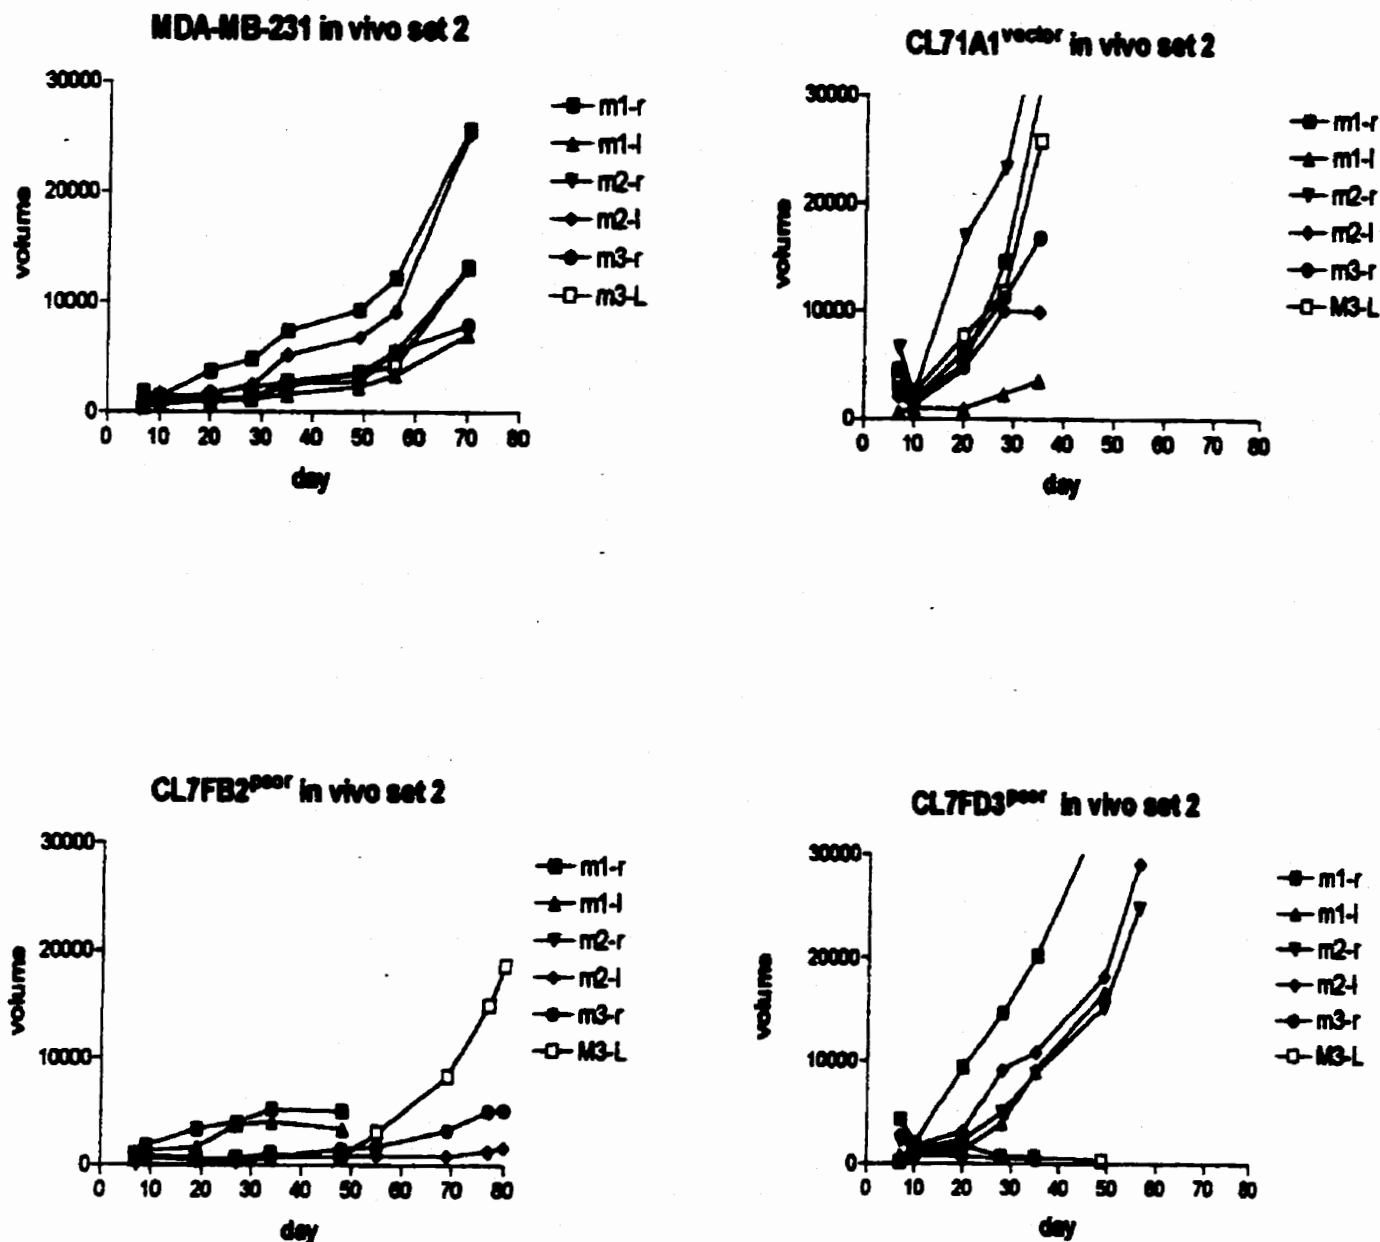 MDA-MB-231 in vivo set 2
30000
20000
10000
0
volume
0 10 20 30 40 50 60 70 80
day
m1-r
m1-l
m2-r
m2-l
m3-r
m3-L
CL71A1vector in vivo set 2
30000
20000
10000
0
volume
0 10 20 30 40 50 60 70 80
day
m1-r
m1-l
m2-r
m2-l
m3-r
M3-L
CL7FB2psor in vivo set 2
30000
20000
10000
0
volume
0 10 20 30 40 50 60 70 80
day
m1-r
m1-l
m2-r
m2-l
m3-r
M3-L
CL7FD3psor in vivo set 2
30000
20000
10000
0
volume
0 10 20 30 40 50 60 70 80
day
m1-r
m1-l
m2-r
m2-l
m3-r
M3-L